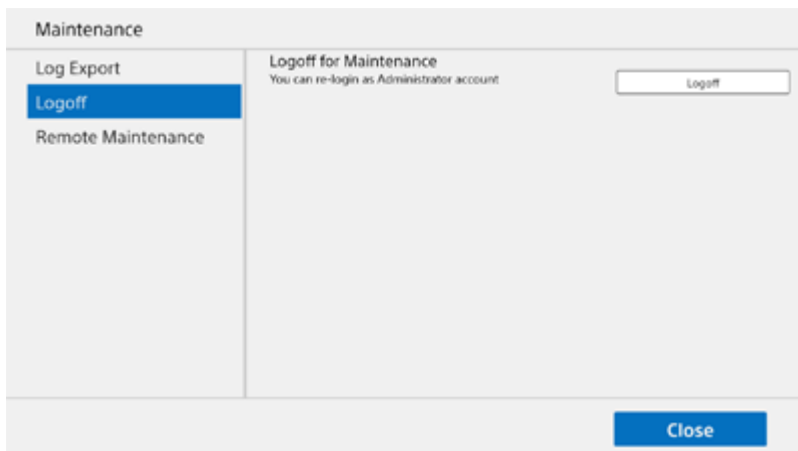 Maintenance
Log Export
Logoff
Remote Maintenance
Logoff for Maintenance
You can re-login as Administrator account
Logoff
Close